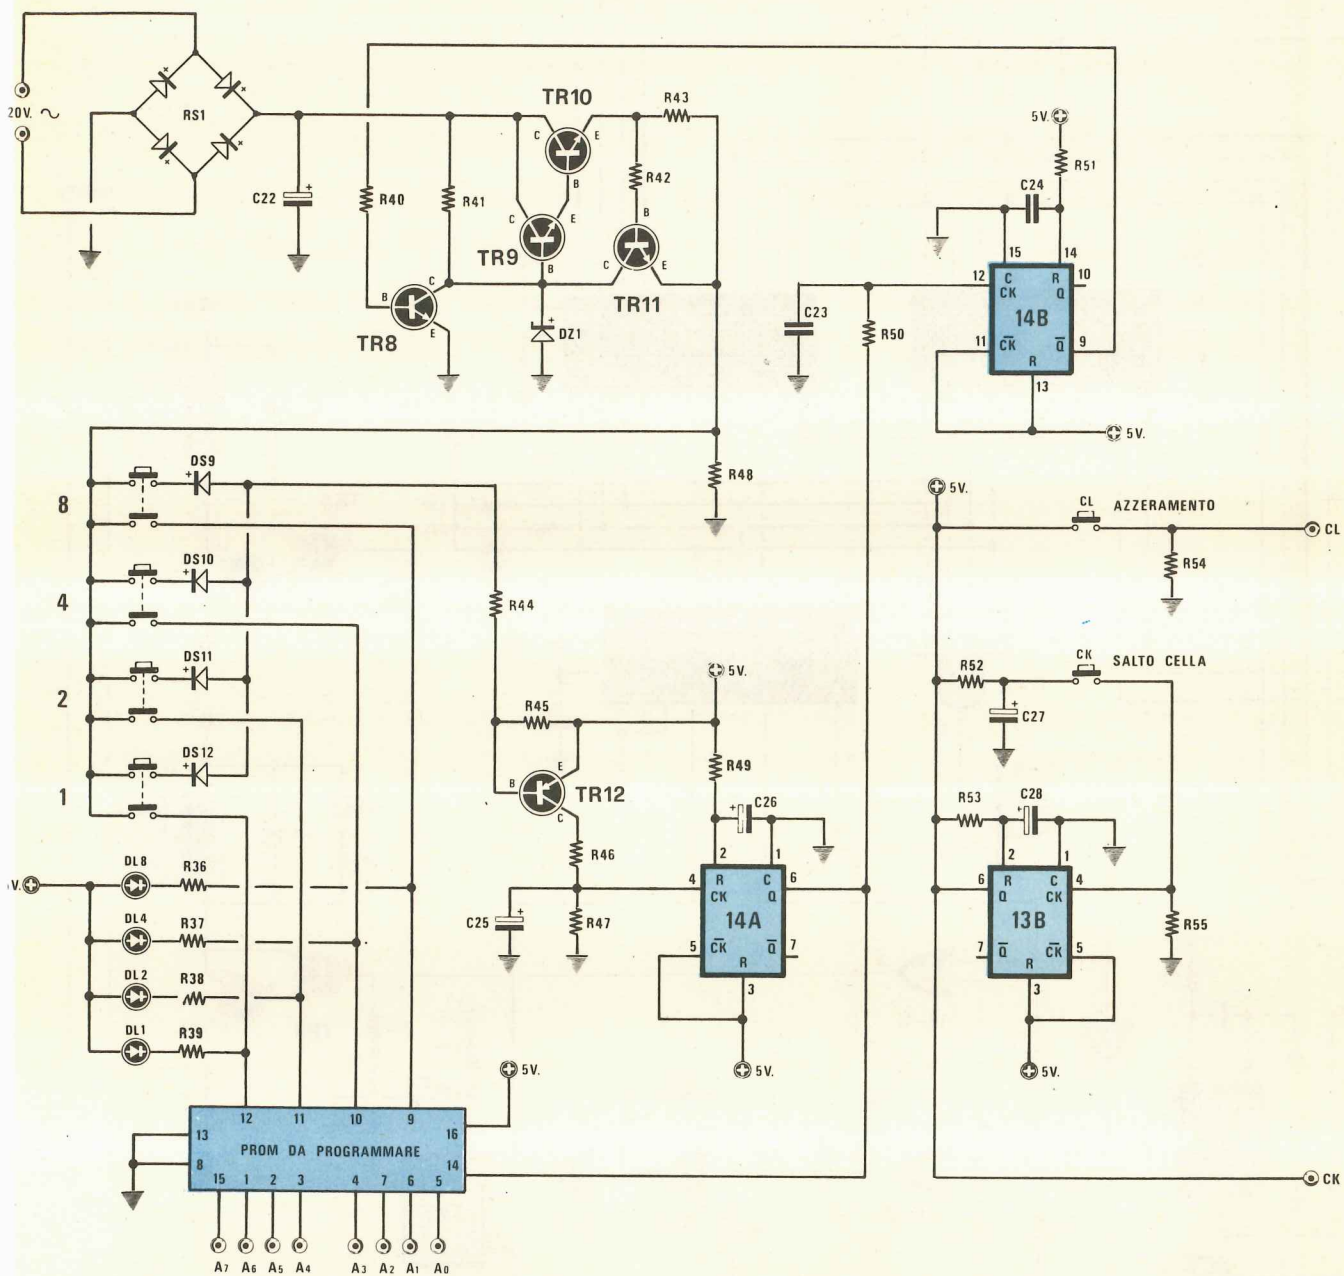 20V. ∼
RS1
C22
R40
R41
TR10
C
E
B
R43
R42
TR9
C
E
B
TR11
B
C
E
TR8
B
C
E
DZ1
C23
R50
5V.
R51
C24
15
14
12
C
R
10
CK
Q
14B
11
CK
Q
9
R
13
5V.
R48
8
DS9
4
DS10
2
DS11
1
DS12
R44
R45
5V.
R49
B
E
TR12
C
R46
C25
R47
C26
2
1
4
R
C
6
CK
Q
14A
5
CK
Q
7
R
3
5V.
5V.
CL
AZZERAMENTO
CL
R54
R52
CK
SALTO CELLA
C27
R53
C28
2
1
6
R
C
4
Q
CK
13B
7
Q
CK
5
R
3
5V.
R55
CK
V.
DL8
R36
DL4
R37
DL2
R38
DL1
R39
5V.
12
11
10
9
13
16
PROM DA PROGRAMMARE
8
14
15
1
2
3
4
7
6
5
A7
A6
A5
A4
A3
A2
A1
A0